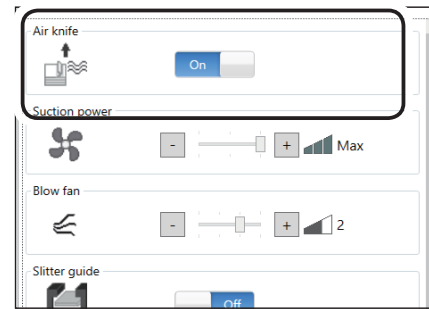 Air knife
On
Suction power
- + Max
Blow fan
- + 2
Slitter guide
Off